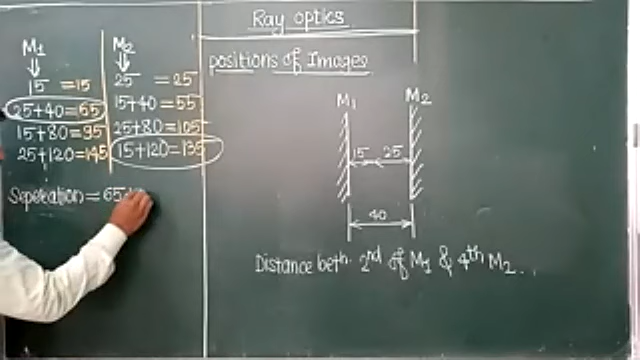 Ray optics
M1
M2
15 = 15
25 = 25
25+40=65
15+40=55
15+80=95
25+80=105
25+120=145
15+120=135
Seperation = 65
positions of Images
M1
M2
15
25
40
Distance beth. 2nd of M1 & 4th M2...